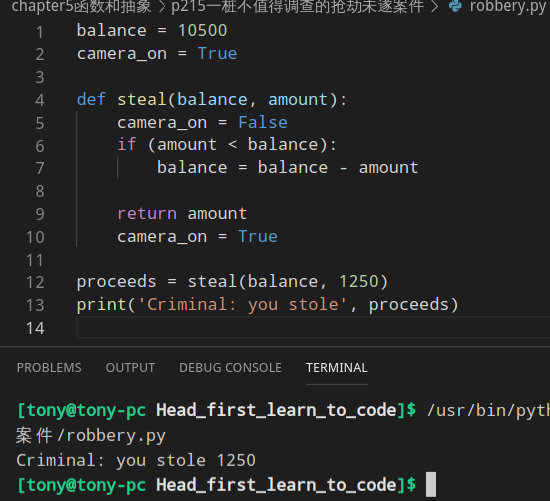 chapter5函数和抽象 > p215一桩不值得调查的抢劫未遂案件 > robbery.py
1 balance = 10500
2 camera_on = True
3
4 def steal(balance, amount):
5     camera_on = False
6     if (amount < balance):
7         balance = balance - amount
8
9     return amount
10     camera_on = True
11
12 proceeds = steal(balance, 1250)
13 print('Criminal: you stole', proceeds)
14
PROBLEMS OUTPUT DEBUG CONSOLE TERMINAL
[tony@tony-pc Head_first_learn_to_code]$ /usr/bin/pyth
案件/robbery.py
Criminal: you stole 1250
[tony@tony-pc Head_first_learn_to_code]$